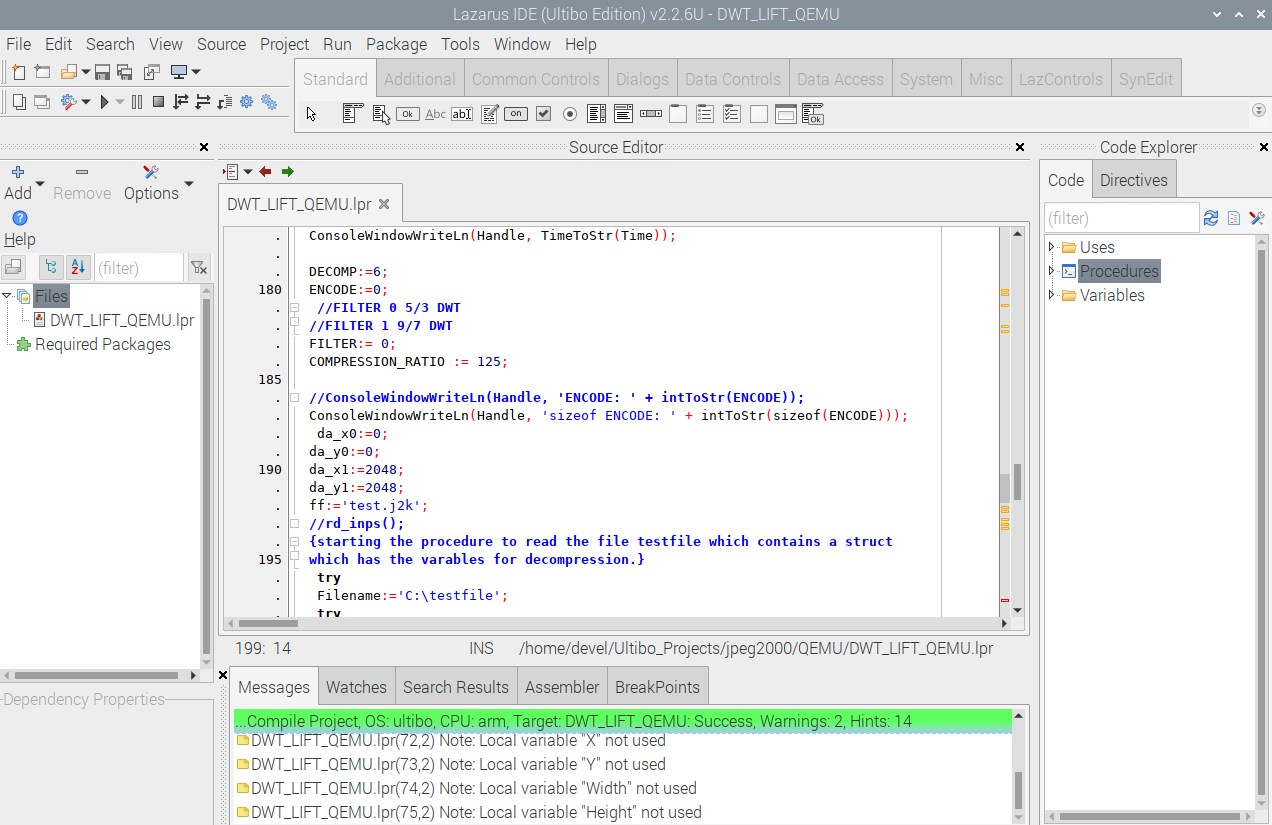 Lazarus IDE (Ultibo Edition) v2.2.6U - DWT_LIFT_QEMU
File Edit Search View Source Project Run Package Tools Window Help
Standard Additional Common Controls Dialogs Data Controls Data Access System Misc LazControls SynEdit
Ok Abc abI on Ok
Source Editor
Code Explorer
Add Remove Options
Help
(filter)
Files
DWT_LIFT_QEMU.lpr
Required Packages
Dependency Properties
DWT_LIFT_QEMU.lpr
. ConsoleWindowWriteLn(Handle, TimeToStr(Time));
.
. DECOMP:=6;
180 ENCODE:=0;
. //FILTER 0 5/3 DWT
. //FILTER 1 9/7 DWT
. FILTER:= 0;
. COMPRESSION_RATIO := 125;
185
. //ConsoleWindowWriteLn(Handle, 'ENCODE: ' + intToStr(ENCODE));
. ConsoleWindowWriteLn(Handle, 'sizeof ENCODE: ' + intToStr(sizeof(ENCODE)));
. da_x0:=0;
. da_y0:=0;
190 da_x1:=2048;
. da_y1:=2048;
. ff:='test.j2k';
. //rd_inps();
. {starting the procedure to read the file testfile which contains a struct
195 which has the varables for decompression.}
. try
. Filename:='C:\testfile';
. try
199: 14 INS /home/devel/Ultibo_Projects/jpeg2000/QEMU/DWT_LIFT_QEMU.lpr
Messages Watches Search Results Assembler BreakPoints
...Compile Project, OS: ultibo, CPU: arm, Target: DWT_LIFT_QEMU: Success, Warnings: 2, Hints: 14
DWT_LIFT_QEMU.lpr(72,2) Note: Local variable "X" not used
DWT_LIFT_QEMU.lpr(73,2) Note: Local variable "Y" not used
DWT_LIFT_QEMU.lpr(74,2) Note: Local variable "Width" not used
DWT_LIFT_QEMU.lpr(75,2) Note: Local variable "Height" not used
Code Directives
(filter)
Uses
Procedures
Variables